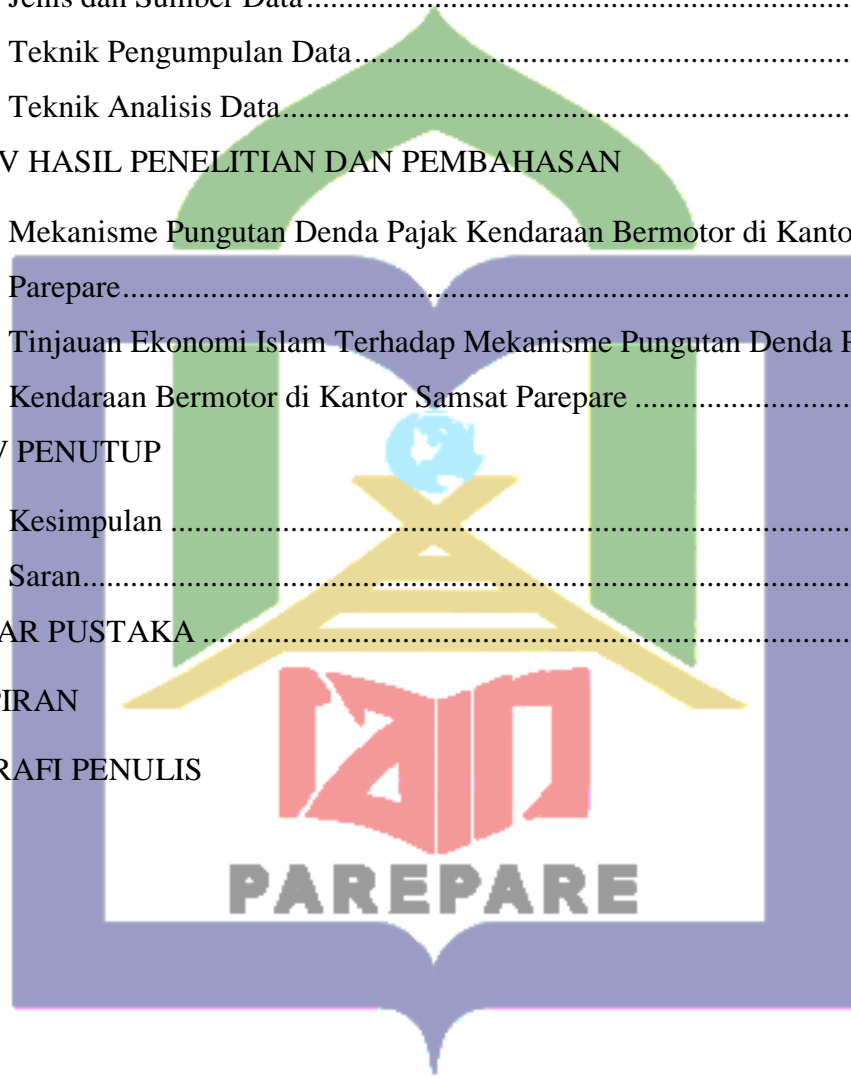 Jenis dan Sumber Data............................................................................
Teknik Pengumpulan Data......................................................................
Teknik Analisis Data...............................................................................
V HASIL PENELITIAN DAN PEMBAHASAN
Mekanisme Pungutan Denda Pajak Kendaraan Bermotor di Kanto
Parepare....................................................................................................
Tinjauan Ekonomi Islam Terhadap Mekanisme Pungutan Denda P
Kendaraan Bermotor di Kantor Samsat Parepare ...........................
V PENUTUP
Kesimpulan ..............................................................................................
Saran..........................................................................................................
AR PUSTAKA ...................................................................................
PIRAN
RAFI PENULIS
iain
PAREPARE